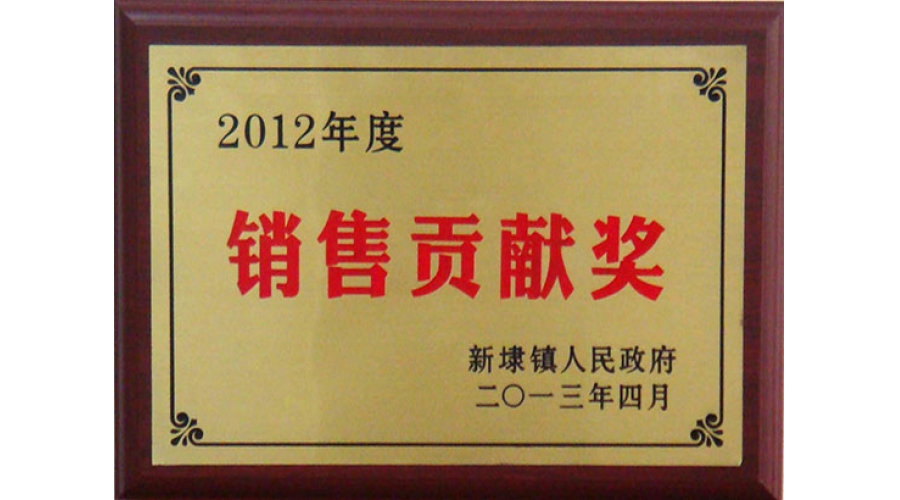 2012年度
销售贡献奖
新埭镇人民政府
二〇一三年四月